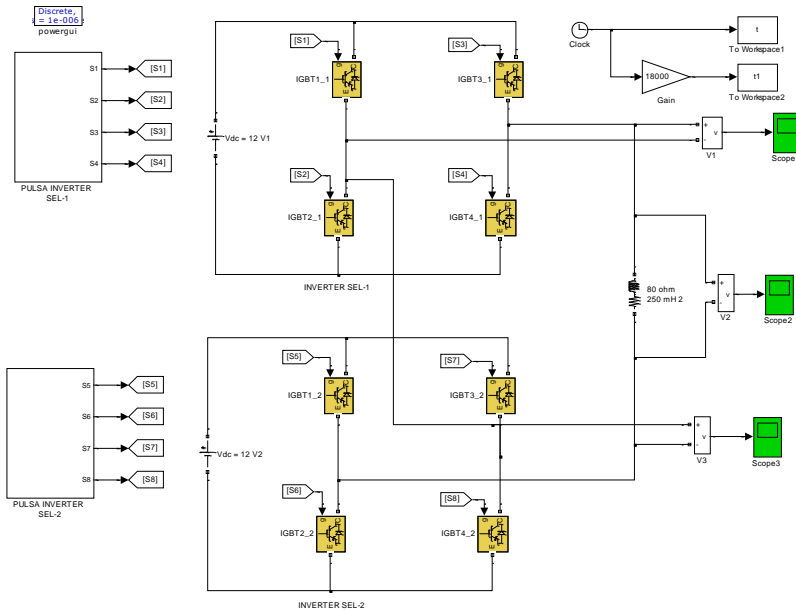 Discrete,
s = 1e-006
powergui
S1
S2
S3
S4
[S1]
[S2]
[S3]
[S4]
PULSA INVERTER
SEL-1
Vdc = 12 V1
[S1]
g
C
E
IGBT1_1
[S3]
g
C
E
IGBT3_1
[S2]
g
C
E
IGBT2_1
[S4]
g
C
E
IGBT4_1
INVERTER SEL-1
Clock
t
To Workspace1
18000
Gain
t1
To Workspace2
+
-
v
V1
Scope
80 ohm
250 mH 2
+
-
v
V2
Scope2
S5
S6
S7
S8
[S5]
[S6]
[S7]
[S8]
PULSA INVERTER
SEL-2
Vdc = 12 V2
[S5]
g
C
E
IGBT1_2
[S7]
g
C
E
IGBT3_2
[S6]
g
C
E
IGBT2_2
[S8]
g
C
E
IGBT4_2
+
-
v
V3
Scope3
INVERTER SEL-2